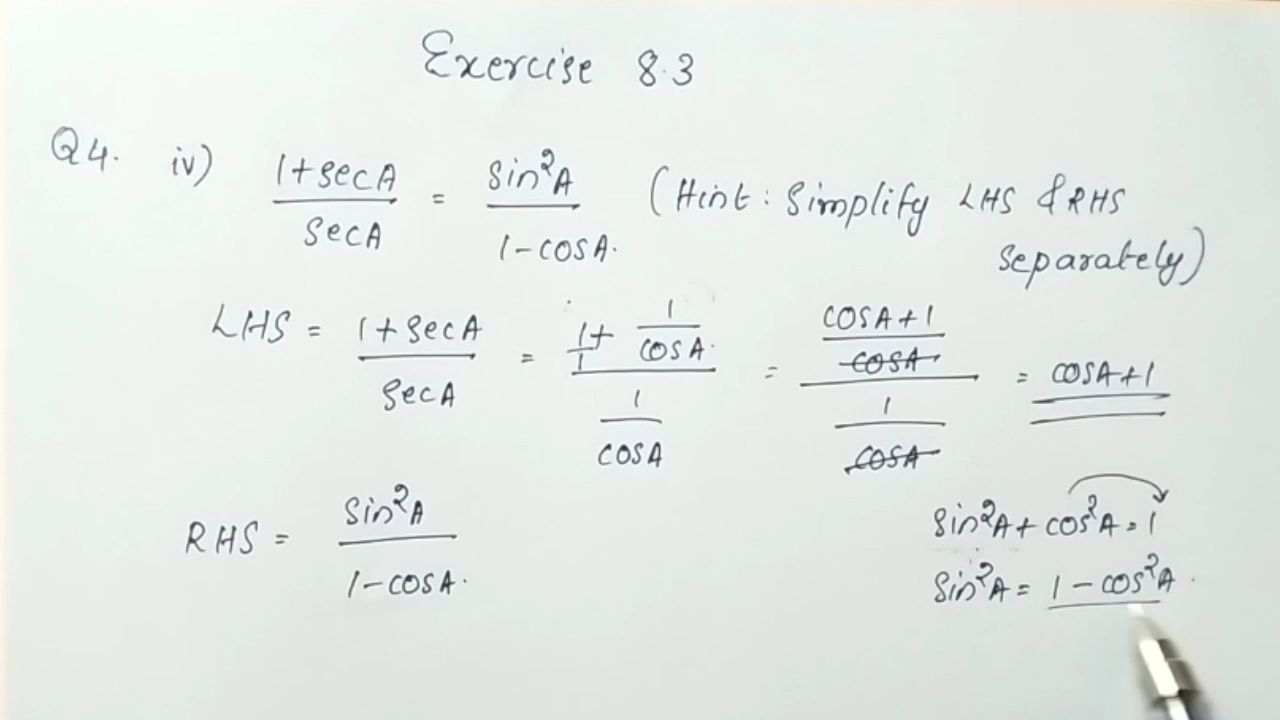 Exercise 8.3
Q4. iv) (1+secA)/secA = sin²A/(1-cosA). (Hint: Simplify LHS & RHS
separately)
LHS = (1+secA)/secA = (1/1 + 1/cosA.)/(1/cosA) = ((cosA+1)/cosA)/(1/cosA) = cosA+1
RHS = sin²A/(1-cosA.)
sin²A + cos²A = 1
sin²A = 1 - cos²A.